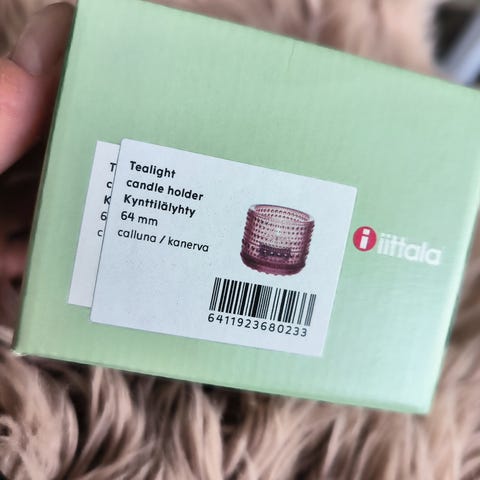 Tealight
candle holder
Kynttilälyhty
64 mm
calluna / kanerva
6411923680233
i iittala